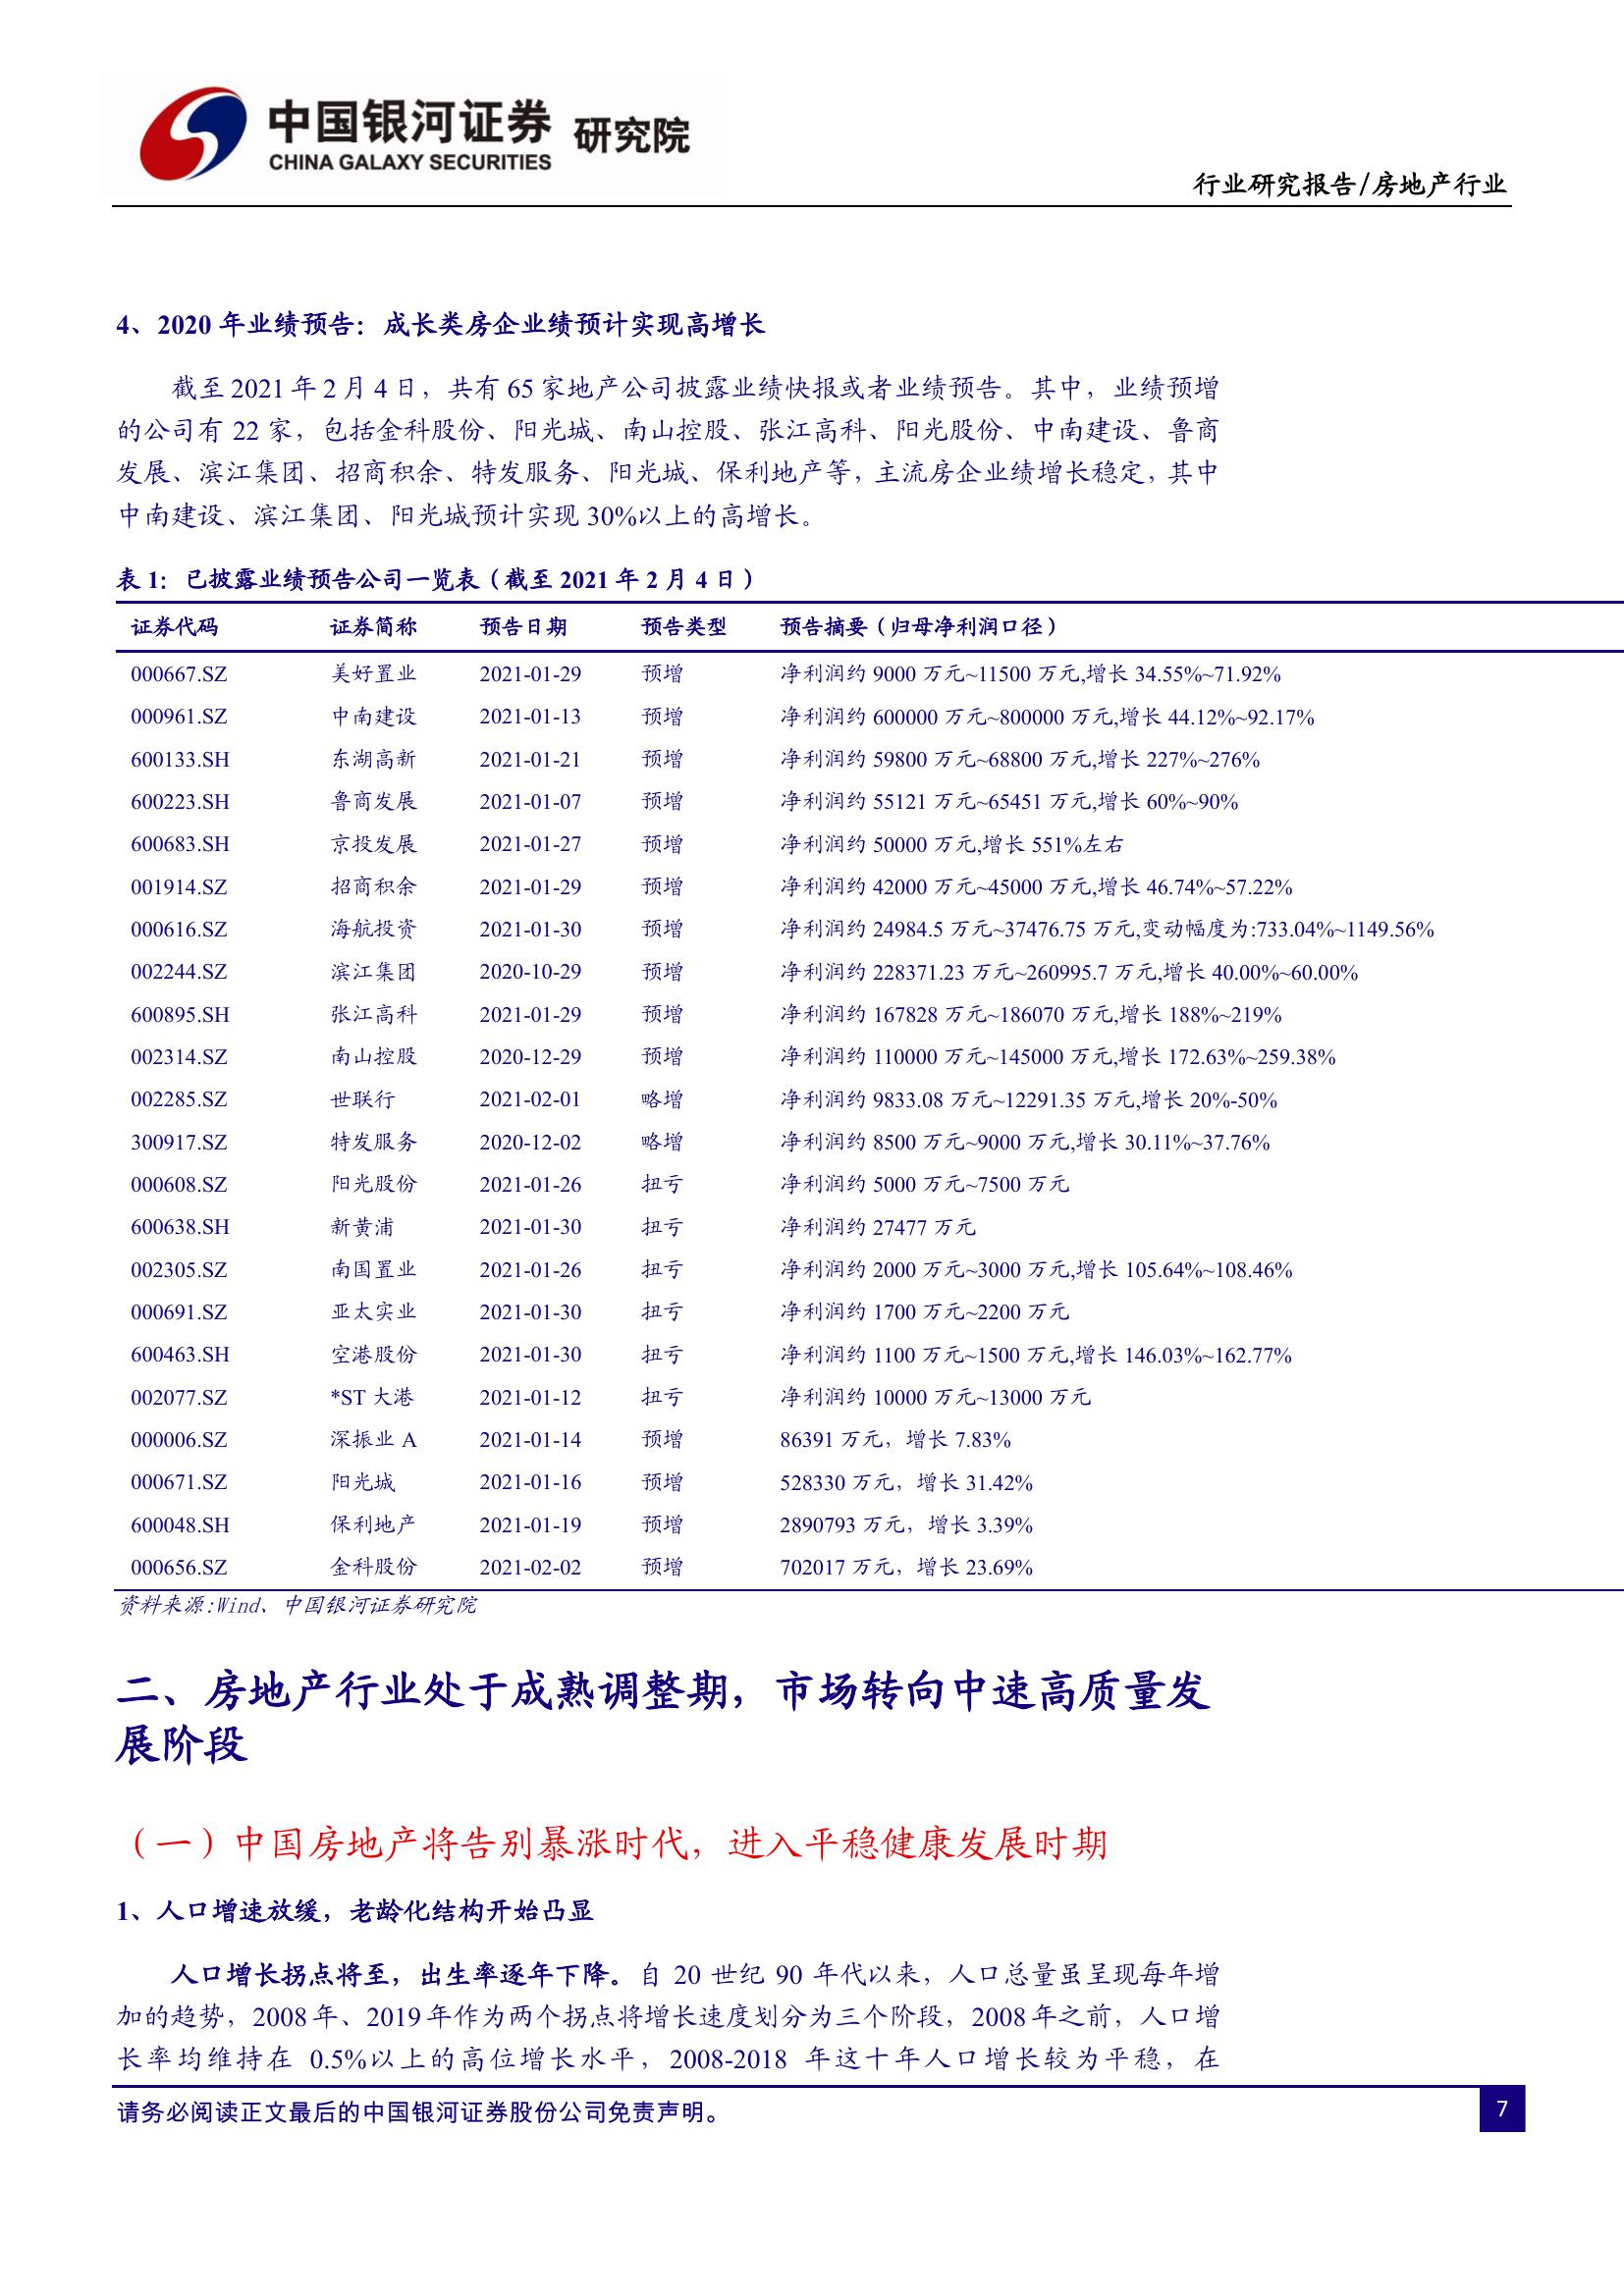 中国银河证券 研究院
CHINA GALAXY SECURITIES
行业研究报告/房地产行业
4、2020 年业绩预告：成长类房企业绩预计实现高增长
截至 2021 年 2 月 4 日，共有 65 家地产公司披露业绩快报或者业绩预告。其中，业绩预增
的公司有 22 家，包括金科股份、阳光城、南山控股、张江高科、阳光股份、中南建设、鲁商
发展、滨江集团、招商积余、特发服务、阳光城、保利地产等，主流房企业绩增长稳定，其中
中南建设、滨江集团、阳光城预计实现 30%以上的高增长。
表 1：已披露业绩预告公司一览表（截至 2021 年 2 月 4 日）
证券代码 证券简称 预告日期 预告类型 预告摘要（归母净利润口径）
000667.SZ 美好置业 2021-01-29 预增 净利润约 9000 万元~11500 万元,增长 34.55%~71.92%
000961.SZ 中南建设 2021-01-13 预增 净利润约 600000 万元~800000 万元,增长 44.12%~92.17%
600133.SH 东湖高新 2021-01-21 预增 净利润约 59800 万元~68800 万元,增长 227%~276%
600223.SH 鲁商发展 2021-01-07 预增 净利润约 55121 万元~65451 万元,增长 60%~90%
600683.SH 京投发展 2021-01-27 预增 净利润约 50000 万元,增长 551%左右
001914.SZ 招商积余 2021-01-29 预增 净利润约 42000 万元~45000 万元,增长 46.74%~57.22%
000616.SZ 海航投资 2021-01-30 预增 净利润约 24984.5 万元~37476.75 万元,变动幅度为:733.04%~1149.56%
002244.SZ 滨江集团 2020-10-29 预增 净利润约 228371.23 万元~260995.7 万元,增长 40.00%~60.00%
600895.SH 张江高科 2021-01-29 预增 净利润约 167828 万元~186070 万元,增长 188%~219%
002314.SZ 南山控股 2020-12-29 预增 净利润约 110000 万元~145000 万元,增长 172.63%~259.38%
002285.SZ 世联行 2021-02-01 略增 净利润约 9833.08 万元~12291.35 万元,增长 20%-50%
300917.SZ 特发服务 2020-12-02 略增 净利润约 8500 万元~9000 万元,增长 30.11%~37.76%
000608.SZ 阳光股份 2021-01-26 扭亏 净利润约 5000 万元~7500 万元
600638.SH 新黄浦 2021-01-30 扭亏 净利润约 27477 万元
002305.SZ 南国置业 2021-01-26 扭亏 净利润约 2000 万元~3000 万元,增长 105.64%~108.46%
000691.SZ 亚太实业 2021-01-30 扭亏 净利润约 1700 万元~2200 万元
600463.SH 空港股份 2021-01-30 扭亏 净利润约 1100 万元~1500 万元,增长 146.03%~162.77%
002077.SZ *ST 大港 2021-01-12 扭亏 净利润约 10000 万元~13000 万元
000006.SZ 深振业 A 2021-01-14 预增 86391 万元，增长 7.83%
000671.SZ 阳光城 2021-01-16 预增 528330 万元，增长 31.42%
600048.SH 保利地产 2021-01-19 预增 2890793 万元，增长 3.39%
000656.SZ 金科股份 2021-02-02 预增 702017 万元，增长 23.69%
资料来源:Wind、中国银河证券研究院
二、房地产行业处于成熟调整期，市场转向中速高质量发
展阶段
（一）中国房地产将告别暴涨时代，进入平稳健康发展时期
1、人口增速放缓，老龄化结构开始凸显
人口增长拐点将至，出生率逐年下降。自 20 世纪 90 年代以来，人口总量虽呈现每年增
加的趋势，2008 年、2019 年作为两个拐点将增长速度划分为三个阶段，2008 年之前，人口增
长率均维持在 0.5%以上的高位增长水平，2008-2018 年这十年人口增长较为平稳，在
请务必阅读正文最后的中国银河证券股份公司免责声明。
7